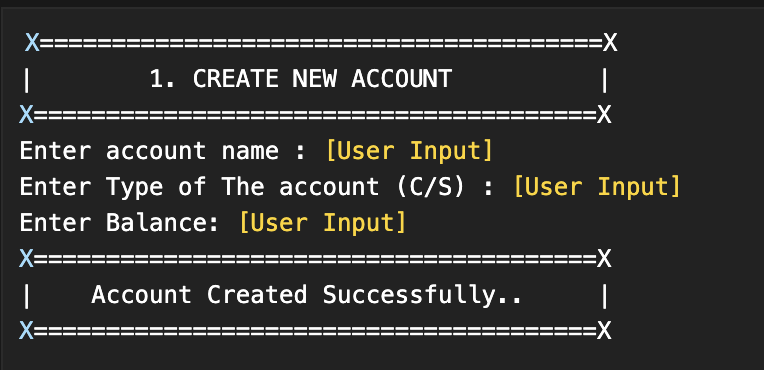 X=======================================X
|        1. CREATE NEW ACCOUNT          |
X=======================================X
Enter account name : [User Input]
Enter Type of The account (C/S) : [User Input]
Enter Balance: [User Input]
X=======================================X
|    Account Created Successfully..     |
X=======================================X